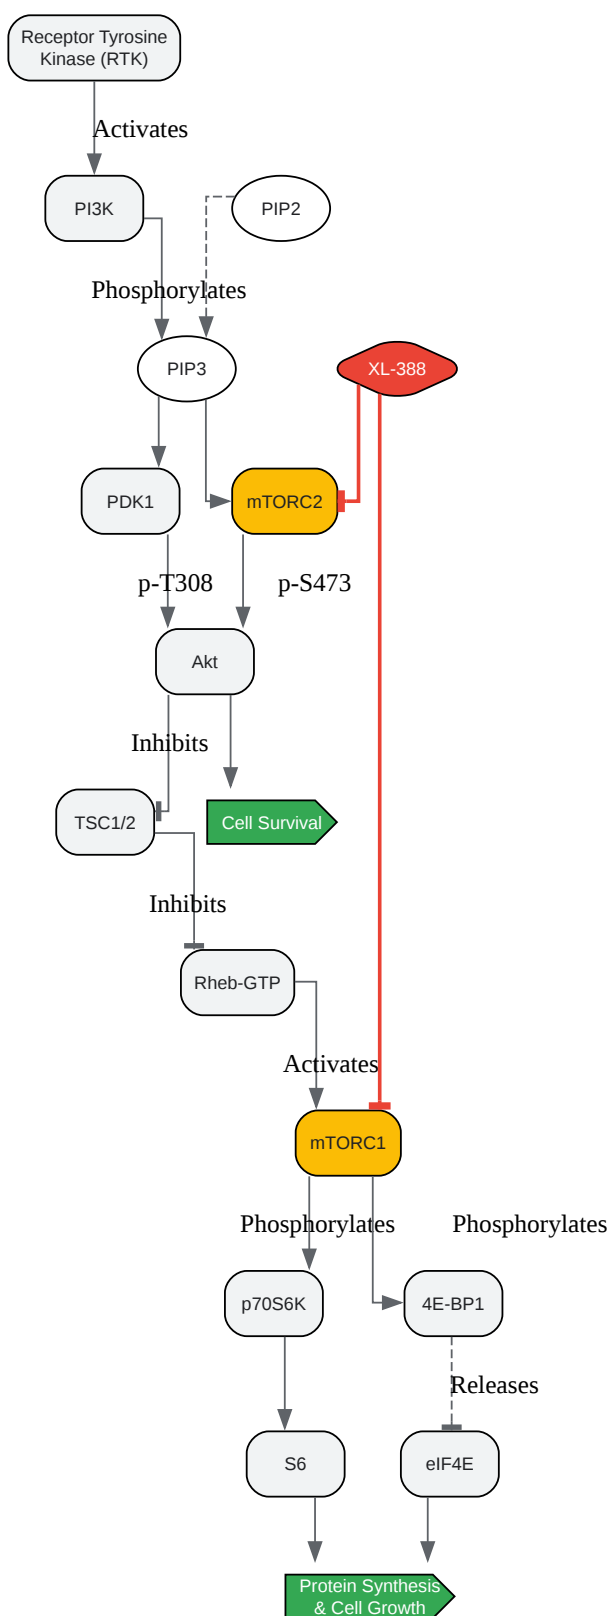 Receptor Tyrosine
Kinase (RTK)
Activates
PI3K
PIP2
Phosphorylates
PIP3
XL-388
PDK1
mTORC2
p-T308
p-S473
Akt
Inhibits
TSC1/2
Cell Survival
Inhibits
Rheb-GTP
Activates
mTORC1
Phosphorylates
Phosphorylates
p70S6K
4E-BP1
Releases
S6
eIF4E
Protein Synthesis
& Cell Growth